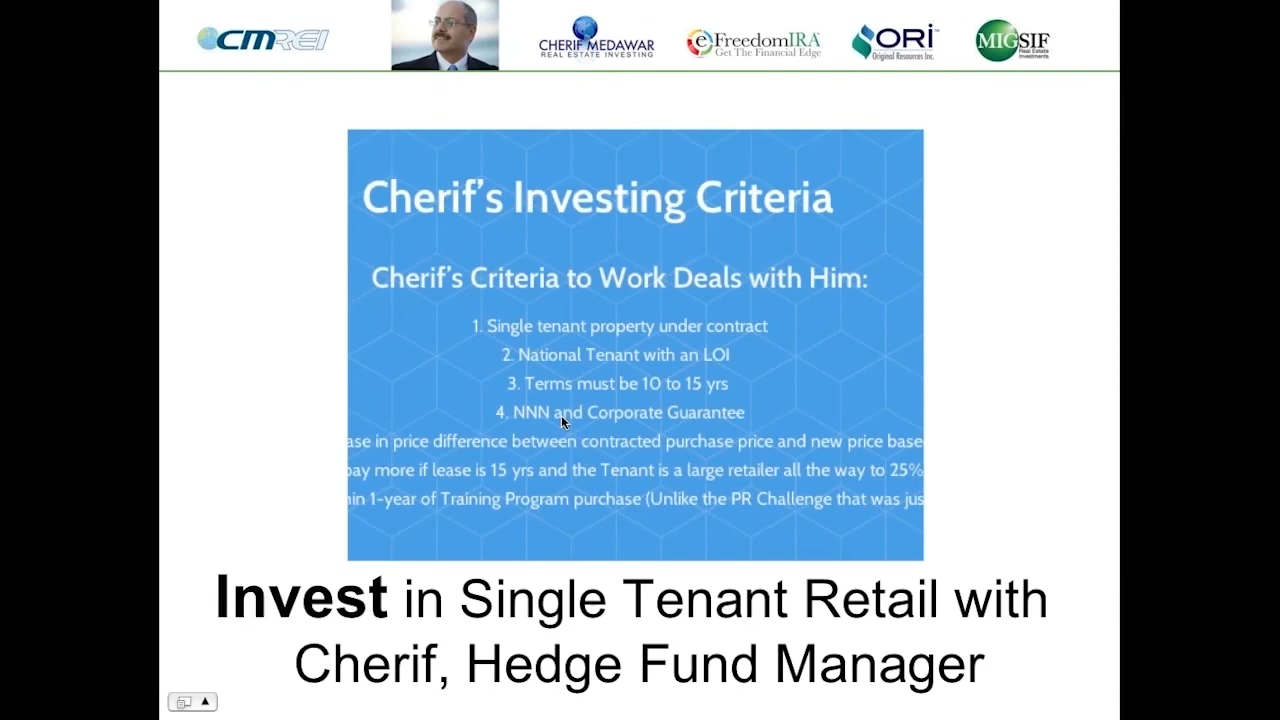 CMREI
CHERIF MEDAWAR
REAL ESTATE INVESTING
eFreedomIRA
Get The Financial Edge
ORi
Original Resources Inc.
MIGSIF
Real Estate
Investments
Cherif's Investing Criteria
Cherif's Criteria to Work Deals with Him:
1. Single tenant property under contract
2. National Tenant with an LOI
3. Terms must be 10 to 15 yrs
4. NNN and Corporate Guarantee
ase in price difference between contracted purchase price and new price base
pay more if lease is 15 yrs and the Tenant is a large retailer all the way to 25%
in 1-year of Training Program purchase (Unlike the PR Challenge that was jus
Invest in Single Tenant Retail with
Cherif, Hedge Fund Manager